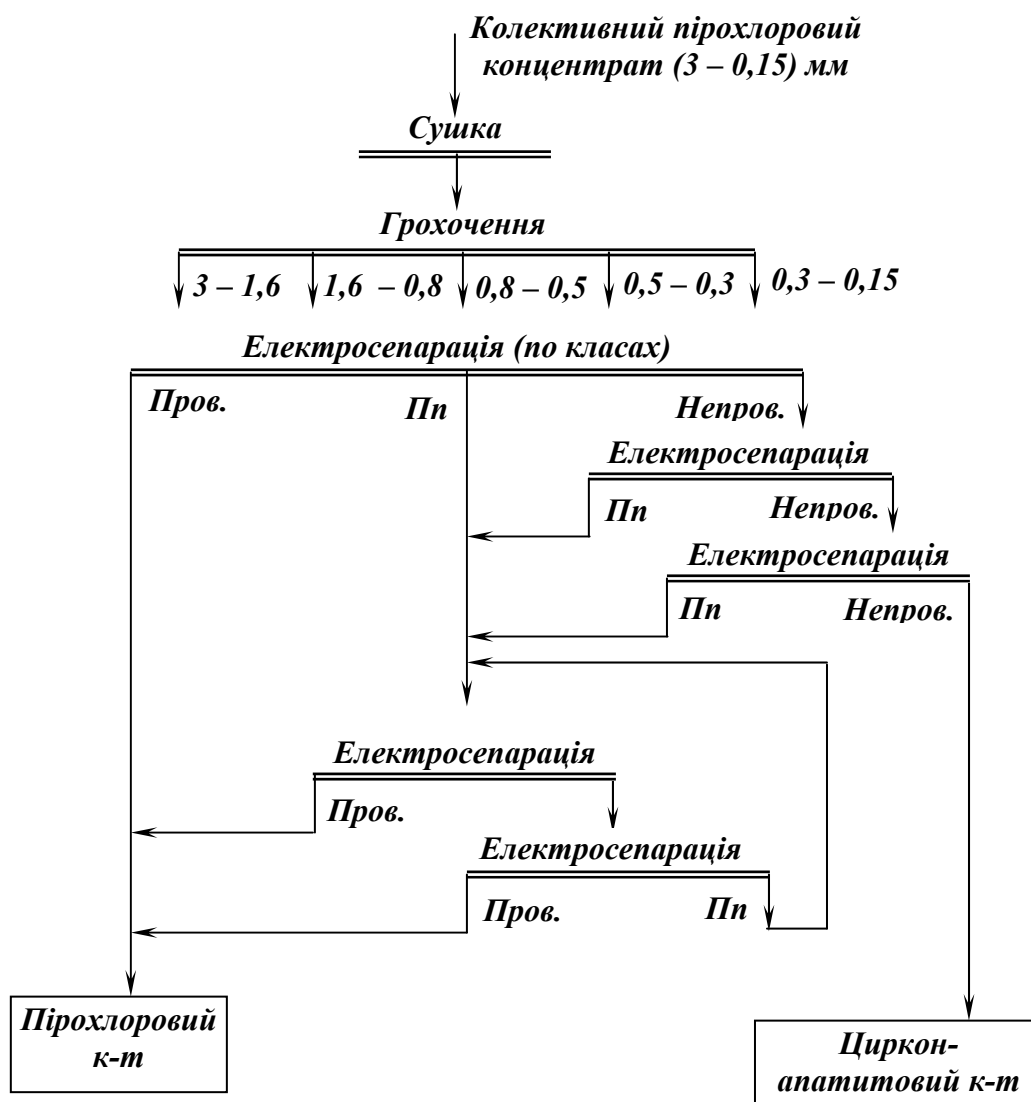 Колективний пірохлоровий
концентрат (3 – 0,15) мм
Сушка
Грохочення
3 – 1,6 1,6 – 0,8 0,8 – 0,5 0,5 – 0,3 0,3 – 0,15
Електросепарація (по класах)
Пров. Пп Непров.
Електросепарація
Пп Непров.
Електросепарація
Пп Непров.
Електросепарація
Пров.
Електросепарація
Пров. Пп
Пірохлоровий
к-т
Циркон-
апатитовий к-т